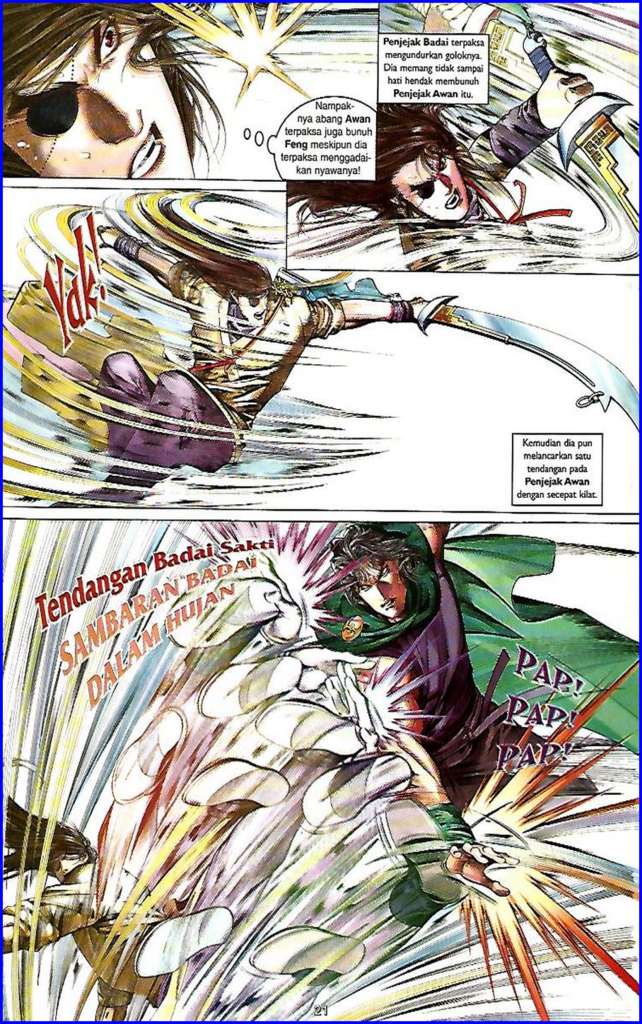 Penjejak Badai terpaksa
mengundurkan goloknya.
Dia memang tidak sampai
hati hendak membunuh
Penjejak Awan itu.
Nampak-
nya abang Awan
terpaksa juga bunuh
Feng meskipun dia
terpaksa menggadai-
kan nyawanya!
Yak!
Kemudian dia pun
melancarkan satu
tendangan pada
Penjejak Awan
dengan secepat kilat.
Tendangan Badai Sakti
SAMBARAN BADAI
DALAM HUJAN
PAP!
PAP!
PAP!
21